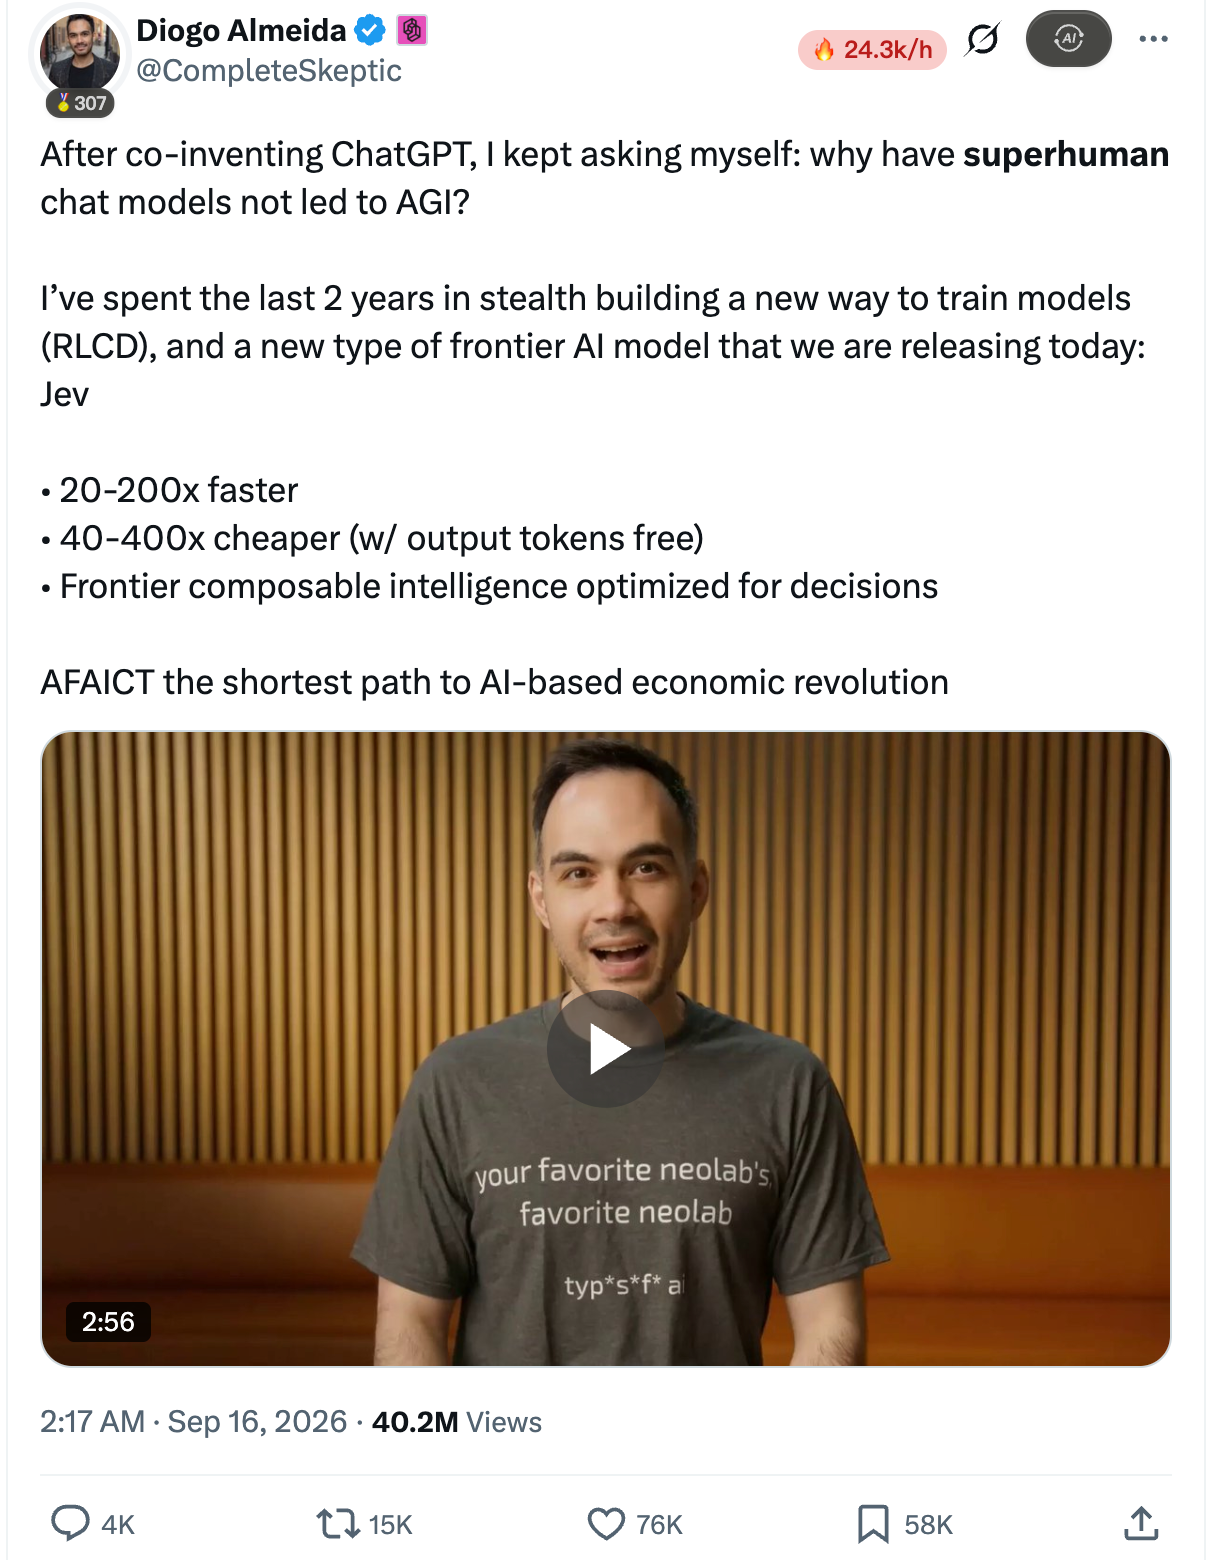 Diogo Almeida
@CompleteSkeptic
🔥 24.3k/h
AI
307
After co-inventing ChatGPT, I kept asking myself: why have superhuman
chat models not led to AGI?
I’ve spent the last 2 years in stealth building a new way to train models
(RLCD), and a new type of frontier AI model that we are releasing today:
Jev
• 20-200x faster
• 40-400x cheaper (w/ output tokens free)
• Frontier composable intelligence optimized for decisions
AFAICT the shortest path to AI-based economic revolution
your favorite neolab's
favorite neolab
typ*s*f* ai
2:56
2:17 AM · Sep 16, 2026 · 40.2M Views
4K
15K
76K
58K